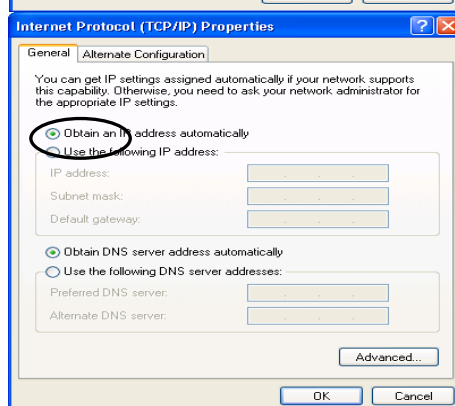 Internet Protocol (TCP/IP) Properties
General
Alternate Configuration
You can get IP settings assigned automatically if your network supports
this capability. Otherwise, you need to ask your network administrator for
the appropriate IP settings.
Obtain an IP address automatically
Use the following IP address:
IP address:
Subnet mask:
Default gateway:
Obtain DNS server address automatically
Use the following DNS server addresses:
Preferred DNS server:
Alternate DNS server:
Advanced...
OK
Cancel